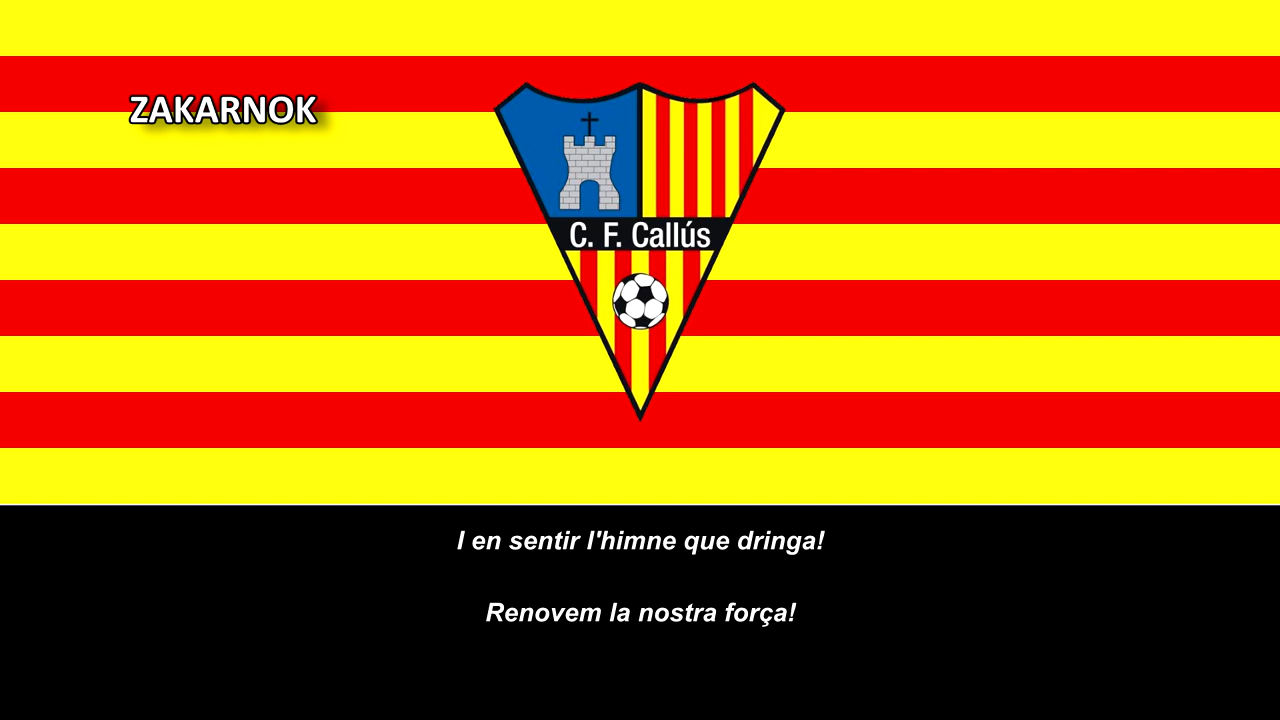 ZAKARNOK
C. F. Callús
I en sentir l'himne que dringa!
Renovem la nostra força!